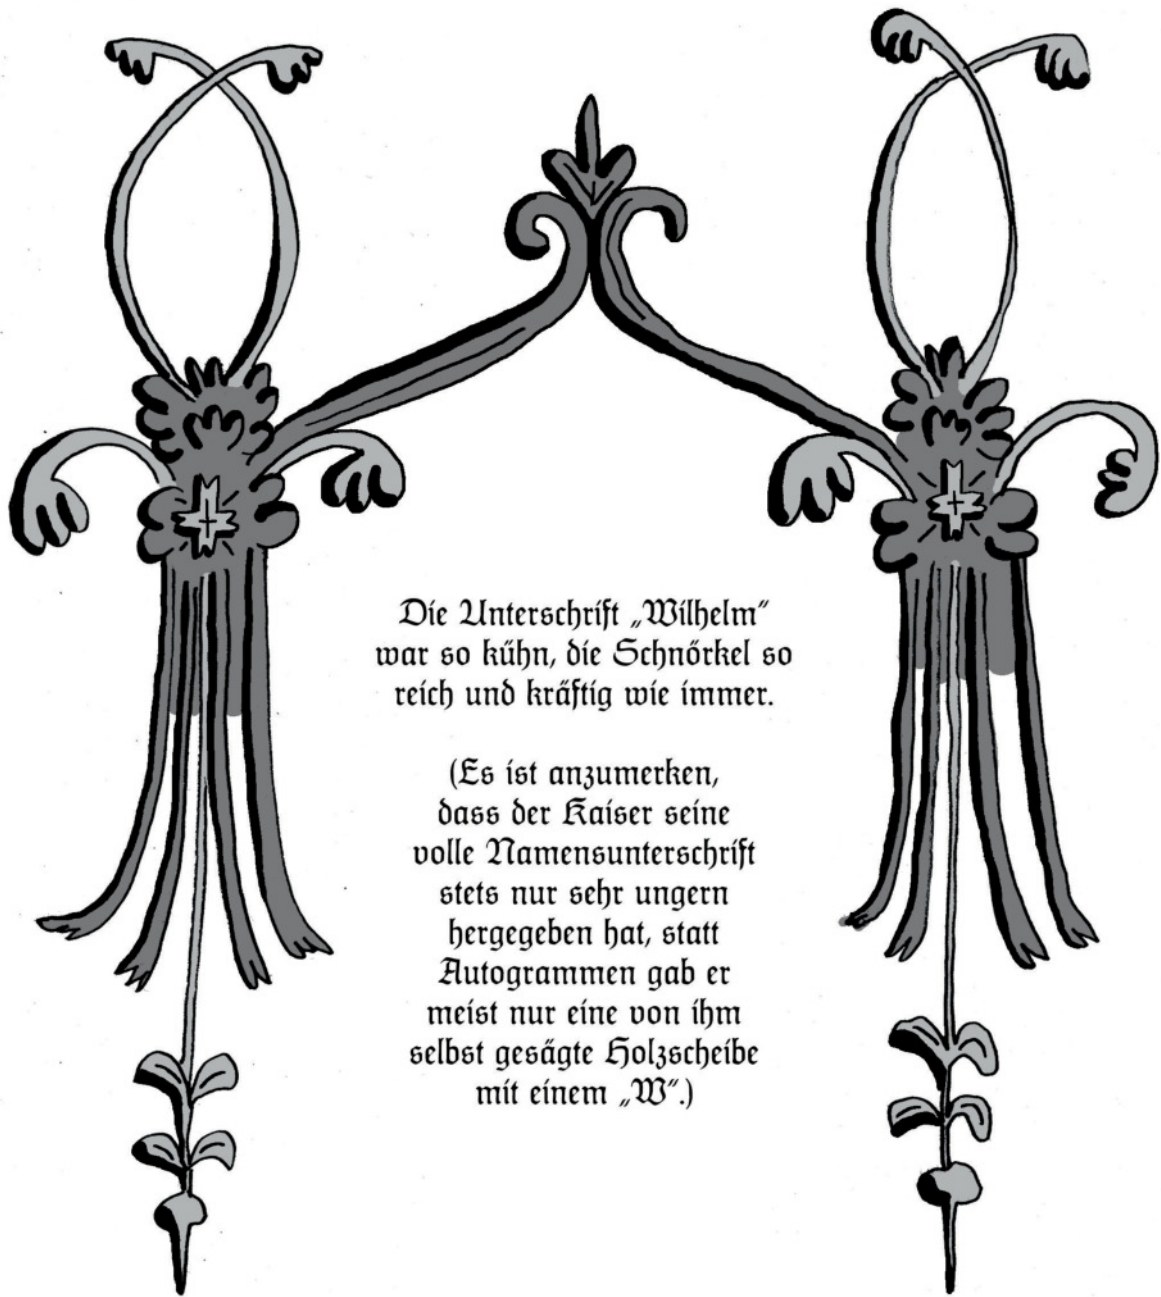 Die Unterschrift „Wilhelm“
war so kühn, die Schnörkel so
reich und kräftig wie immer.
(Es ist anzumerken,
dass der Kaiser seine
volle Namensunterschrift
stets nur sehr ungern
hergegeben hat, statt
Autogrammen gab er
meist nur eine von ihm
selbst gesägte Holzscheibe
mit einem „W“.)